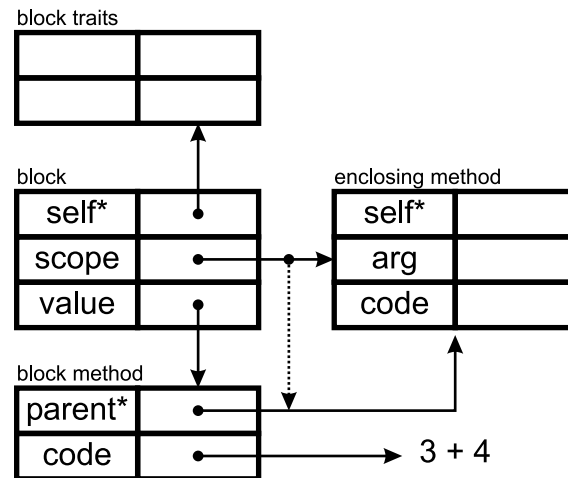 block traits
block
self*
scope
value
enclosing method
self*
arg
code
block method
parent*
code
3 + 4